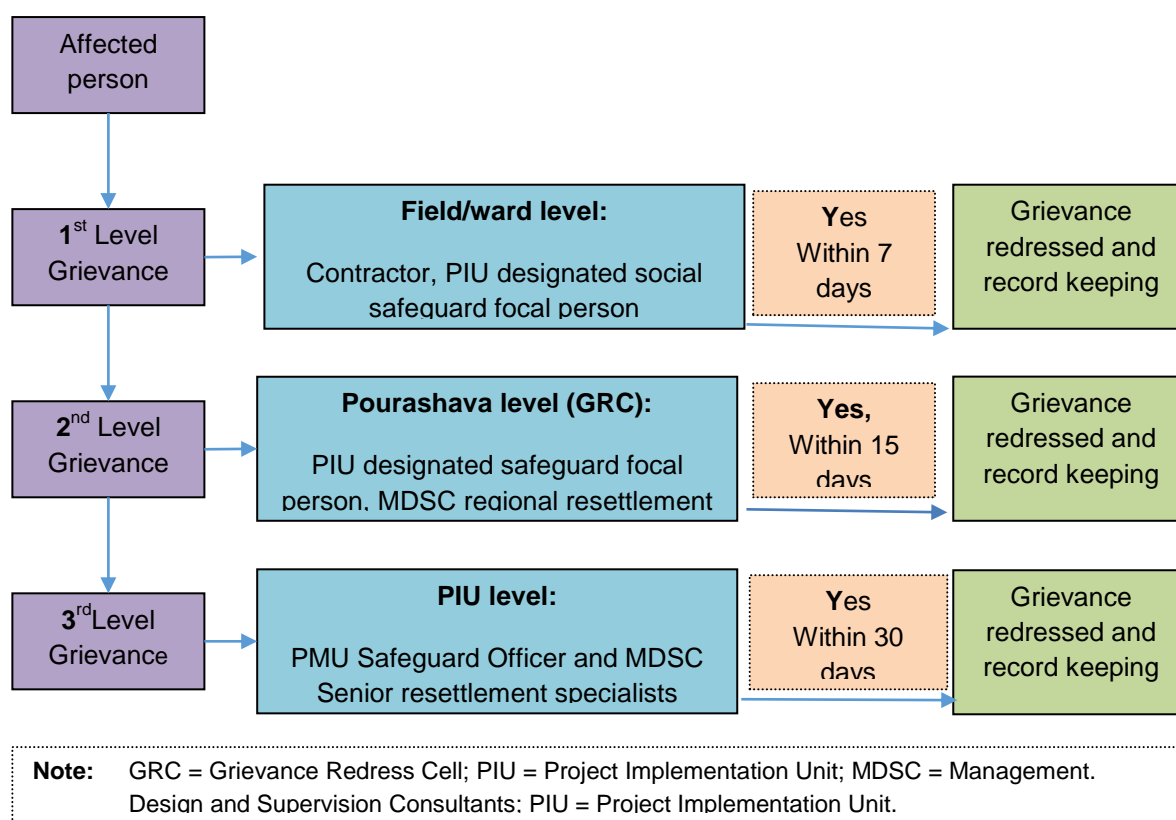 Affected
person
1st Level
Grievance
Field/ward level:
Contractor, PIU designated social
safeguard focal person
Yes
Within 7
days
Grievance
redressed and
record keeping
2nd Level
Grievance
Pourashava level (GRC):
PIU designated safeguard focal
person, MDSC regional resettlement
Yes,
Within 15
days
Grievance
redressed and
record keeping
3rd Level
Grievance
PIU level:
PMU Safeguard Officer and MDSC
Senior resettlement specialists
Yes
Within 30
days
Grievance
redressed and
record keeping
Note: GRC = Grievance Redress Cell; PIU = Project Implementation Unit; MDSC = Management.
Design and Supervision Consultants; PIU = Project Implementation Unit.